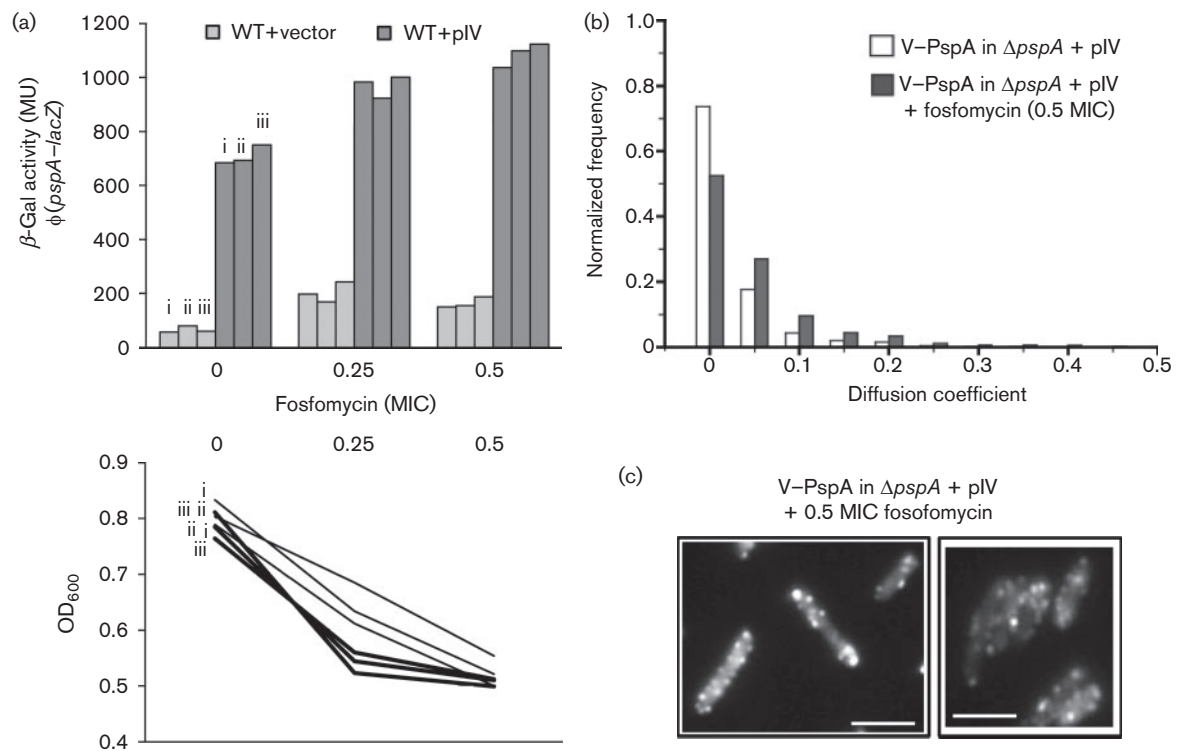 (a)
1200
1000
800
600
400
200
0
β-Gal activity (MU)
ϕ(pspA–lacZ)
WT+vector
WT+pIV
i
ii
iii
i
ii
iii
0
0.25
0.5
Fosfomycin (MIC)
0
0.25
0.5
0.9
0.8
0.7
0.6
0.5
0.4
OD600
i
iii ii
ii i
iii
(b)
1.0
0.8
0.6
0.4
0.2
0
Normalized frequency
V–PspA in ΔpspA + pIV
V–PspA in ΔpspA + pIV
+ fosfomycin (0.5 MIC)
0
0.1
0.2
0.3
0.4
0.5
Diffusion coefficient
(c)
V–PspA in ΔpspA + pIV
+ 0.5 MIC fosofomycin